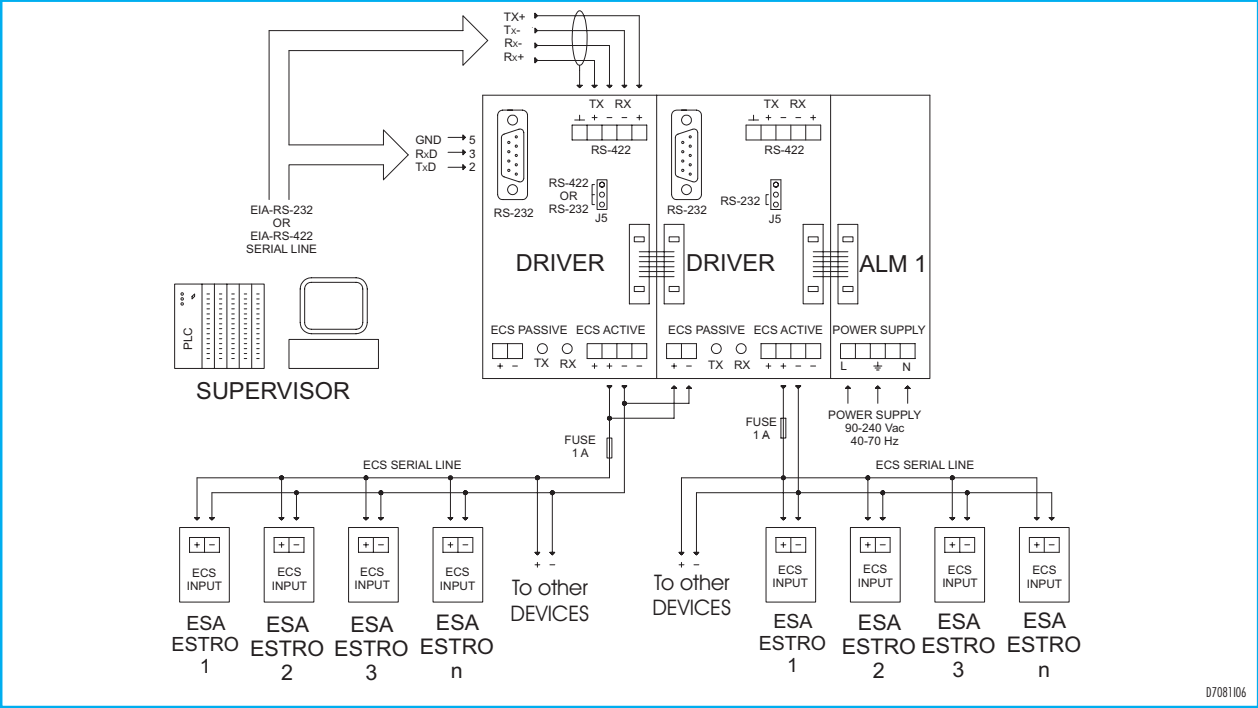 TX+
Tx-
Rx-
Rx+
GND 5
RxD 3
TxD 2
EIA-RS-232
OR
EIA-RS-422
SERIAL LINE
PLC
SUPERVISOR
TX RX
⊥ + − − +
RS-422
RS-232
RS-422
OR
RS-232
J5
DRIVER
ECS PASSIVE
+ −
TX RX
ECS ACTIVE
+ + − −
TX RX
⊥ + − − +
RS-422
RS-232
RS-232
J5
DRIVER
ECS PASSIVE
+ −
TX RX
ECS ACTIVE
+ + − −
ALM 1
POWER SUPPLY
L ⏚ N
POWER SUPPLY
90-240 Vac
40-70 Hz
FUSE
1 A
FUSE
1 A
ECS SERIAL LINE
ECS SERIAL LINE
+ −
ECS
INPUT
ESA
ESTRO
1
+ −
ECS
INPUT
ESA
ESTRO
2
+ −
ECS
INPUT
ESA
ESTRO
3
+ −
ECS
INPUT
ESA
ESTRO
n
+ −
To other
DEVICES
+ −
To other
DEVICES
+ −
ECS
INPUT
ESA
ESTRO
1
+ −
ECS
INPUT
ESA
ESTRO
2
+ −
ECS
INPUT
ESA
ESTRO
3
+ −
ECS
INPUT
ESA
ESTRO
n
D7081I06